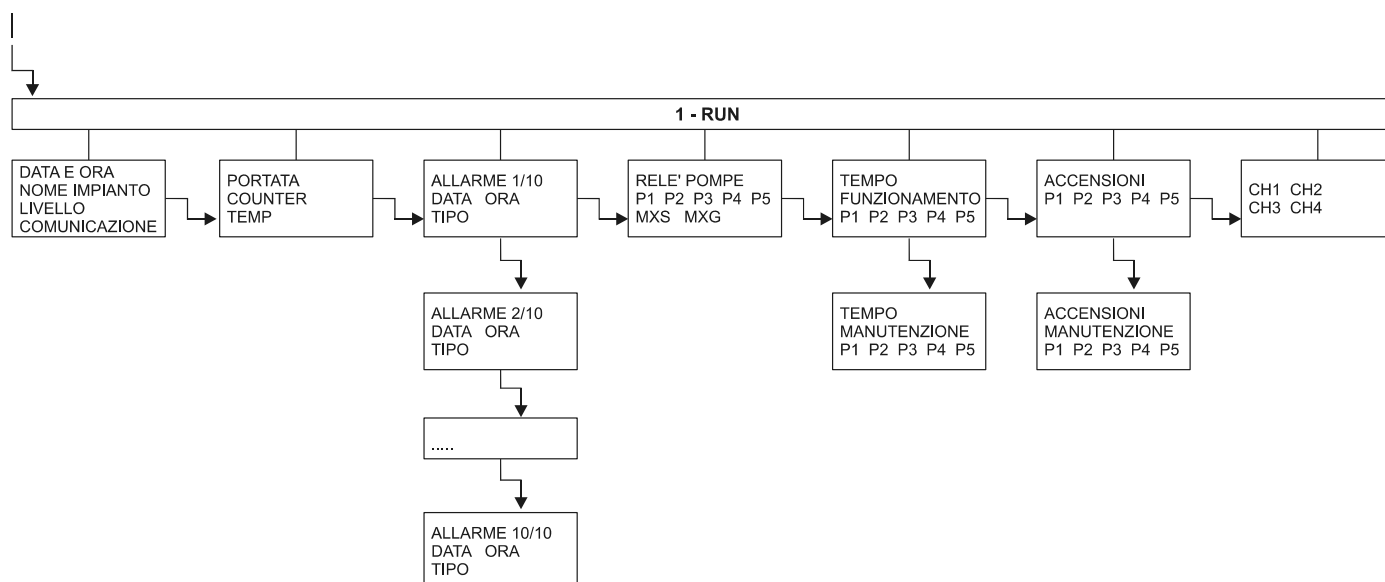 1 - RUN
DATA E ORA
NOME IMPIANTO
LIVELLO
COMUNICAZIONE
PORTATA
COUNTER
TEMP
ALLARME 1/10
DATA ORA
TIPO
RELE' POMPE
P1 P2 P3 P4 P5
MXS MXG
TEMPO
FUNZIONAMENTO
P1 P2 P3 P4 P5
ACCENSIONI
P1 P2 P3 P4 P5
CH1 CH2
CH3 CH4
ALLARME 2/10
DATA ORA
TIPO
TEMPO
MANUTENZIONE
P1 P2 P3 P4 P5
ACCENSIONI
MANUTENZIONE
P1 P2 P3 P4 P5
.....
ALLARME 10/10
DATA ORA
TIPO